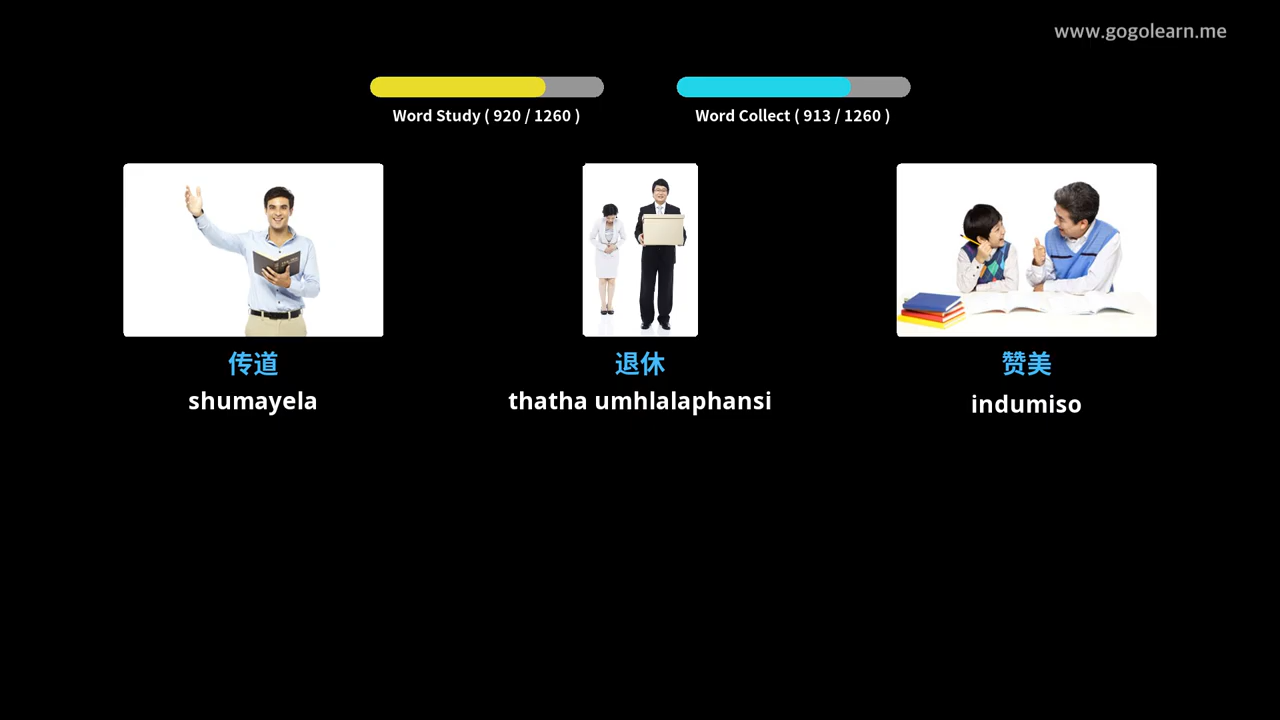 www.gogolearn.me
Word Study ( 920 / 1260 )
Word Collect ( 913 / 1260 )
传道
shumayela
退休
thatha umhlalaphansi
赞美
indumiso